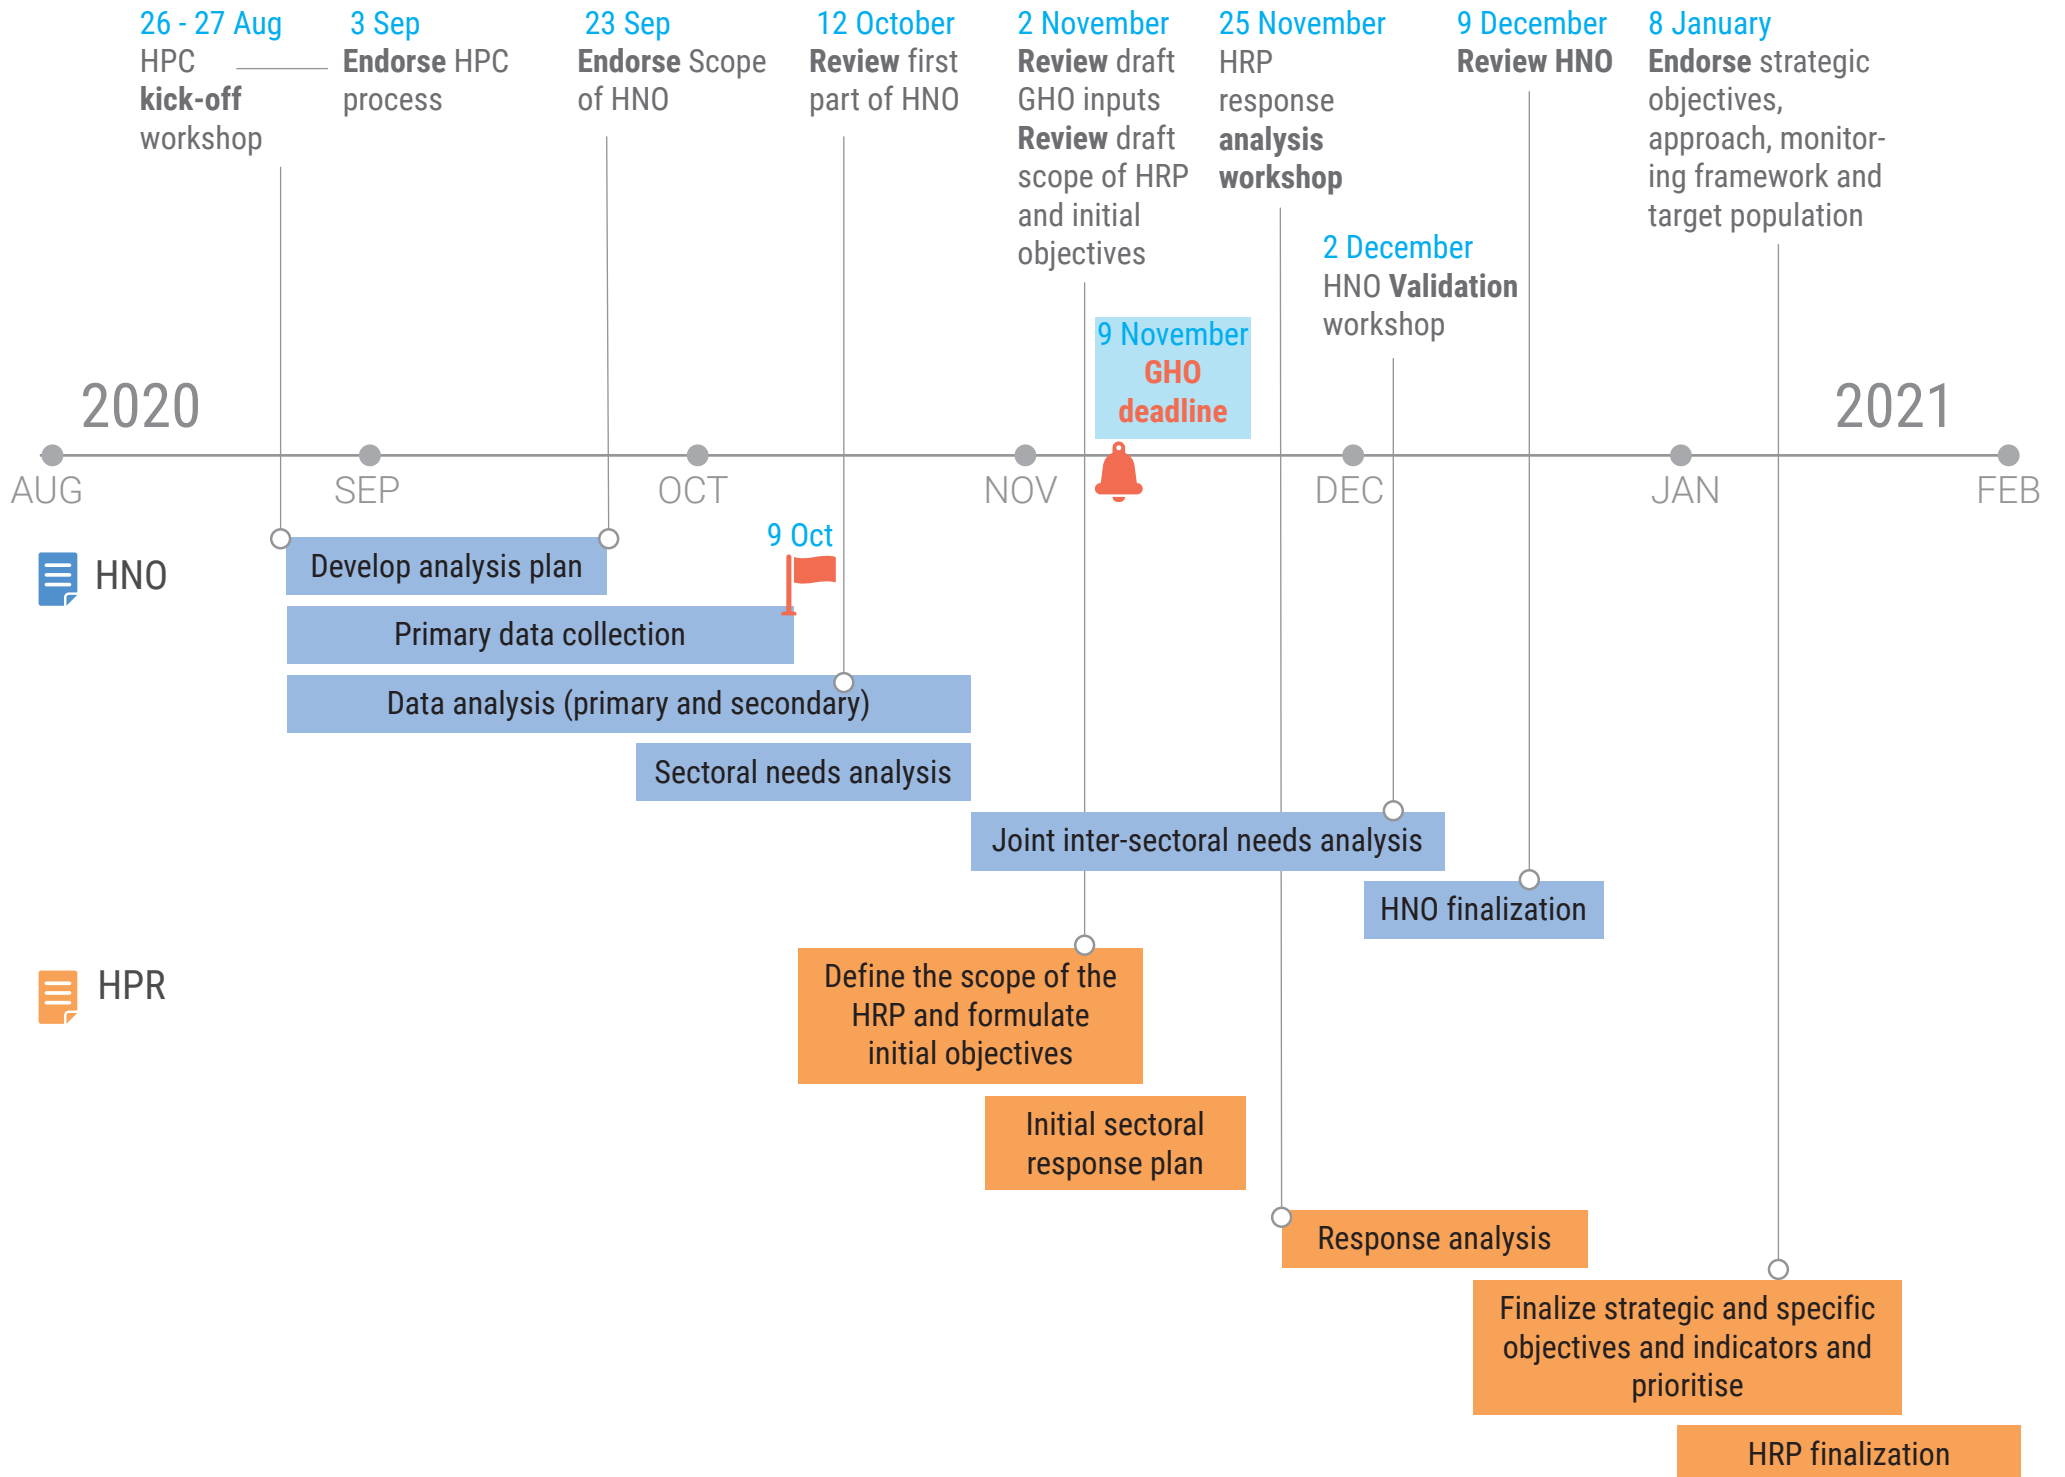 26 - 27 Aug
HPC
kick-off
workshop
3 Sep
Endorse HPC
process
23 Sep
Endorse Scope
of HNO
12 October
Review first
part of HNO
2 November
Review draft
GHO inputs
Review draft
scope of HRP
and initial
objectives
25 November
HRP
response
analysis
workshop
9 December
Review HNO
8 January
Endorse strategic
objectives,
approach, monitor-
ing framework and
target population
2 December
HNO Validation
workshop
9 November
GHO
deadline
2020
2021
AUG
SEP
OCT
NOV
DEC
JAN
FEB
9 Oct
HNO
Develop analysis plan
Primary data collection
Data analysis (primary and secondary)
Sectoral needs analysis
Joint inter-sectoral needs analysis
HNO finalization
HPR
Define the scope of the
HRP and formulate
initial objectives
Initial sectoral
response plan
Response analysis
Finalize strategic and specific
objectives and indicators and
prioritise
HRP finalization